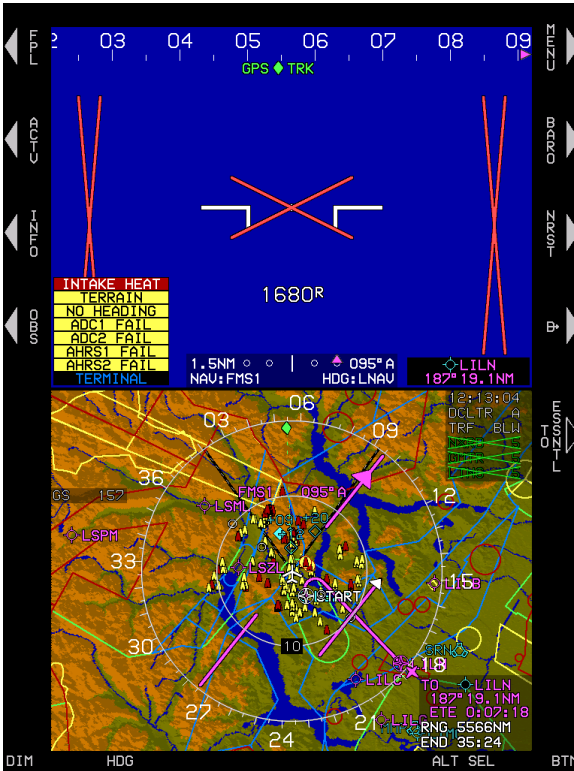 FPL
ACTV
INFO
OBS
MENU
BARO
NRST
D→
ESSNTL TO
2 03 04 05 06 07 08 09
GPS TRK
1680R
INTAKE HEAT
TERRAIN
NO HEADING
ADC1 FAIL
ADC2 FAIL
AHRS1 FAIL
AHRS2 FAIL
TERMINAL
1.5NM 095°A
NAV:FMS1 HDG:LNAV
LILN
187° 19.1NM
12:13:04
DCLTR A
TRF BLW
06
03 09
36 12
33 15
30 18
27 21
24
FMS1 095°A
GS 157
LSML
LSPM
LSZL
START
10
SRN
LILC
TO LILN
187° 19.1NM
ETE 0:07:18
RNG 5566NM
END 35:24
DIM HDG ALT SEL BTN